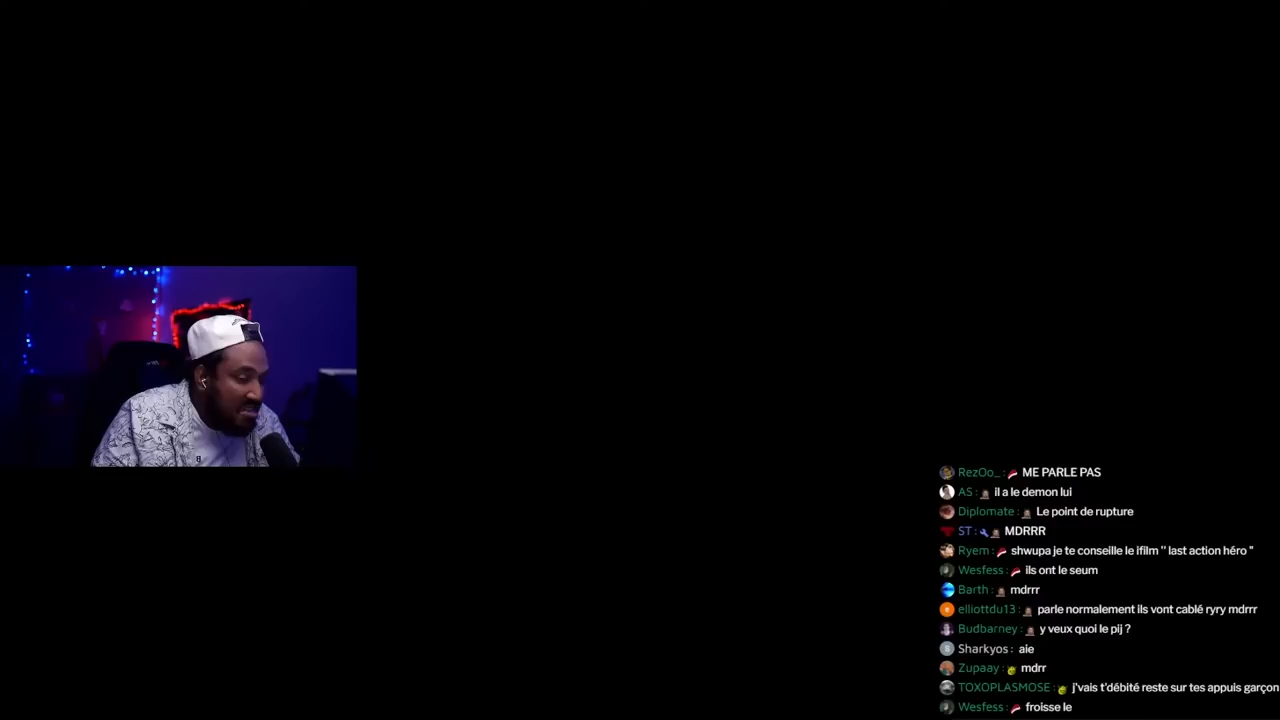 RezOo_ : ME PARLE PAS
AS : il a le demon lui
Diplomate : Le point de rupture
ST : MDRRR
Ryem : shwupa je te conseille le ifilm " last action héro "
Wesfess : ils ont le seum
Barth : mdrrr
elliottdu13 : parle normalement ils vont cablé ryry mdrrr
Budbarney : y veux quoi le pij ?
Sharkyos : aie
Zupaay : mdrr
TOXOPLASMOSE : j'vais t'débité reste sur tes appuis garçon
Wesfess : froisse le